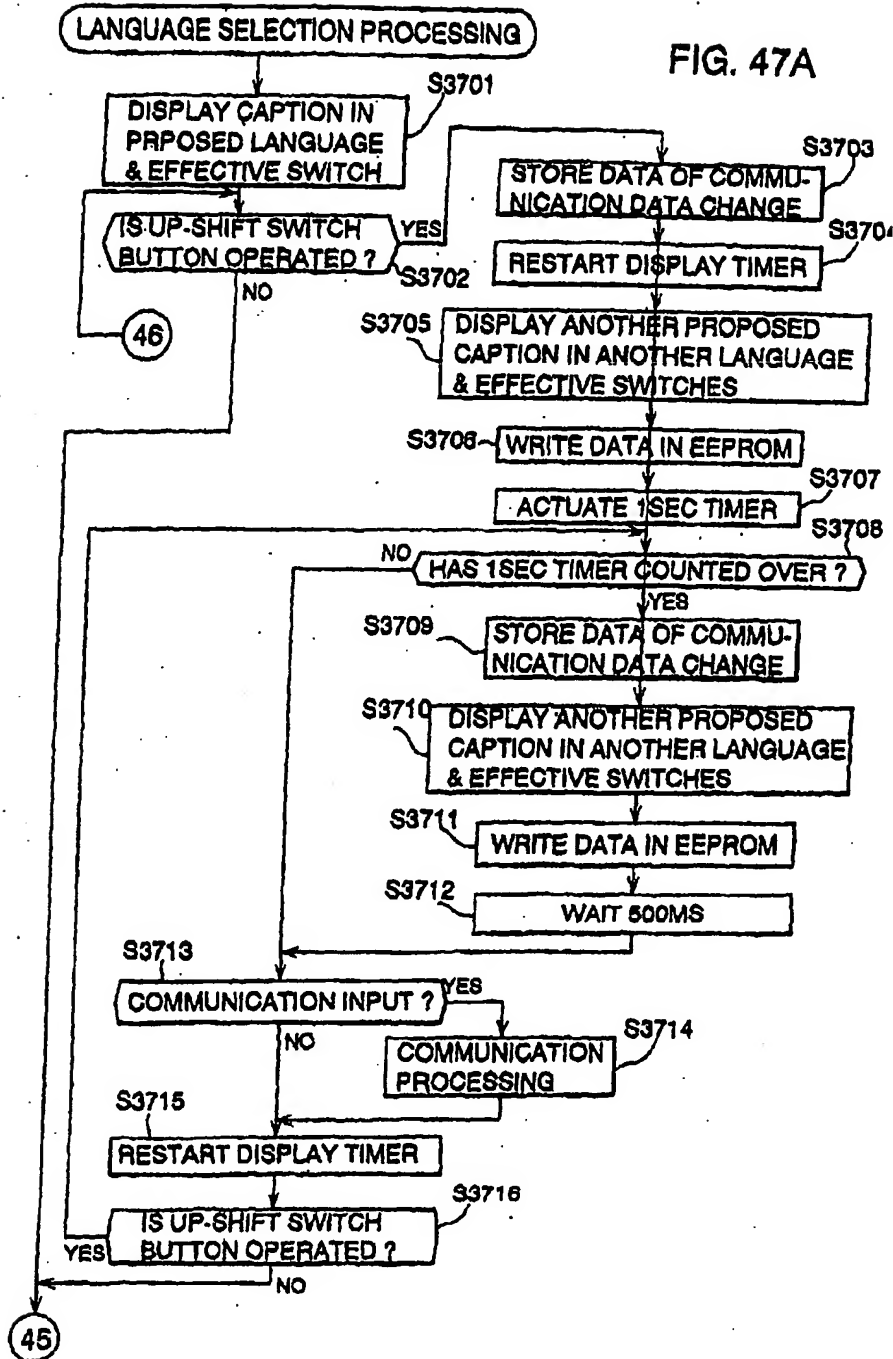 LANGUAGE SELECTION PROCESSING
FIG. 47A
S3701
DISPLAY CAPTION IN
PRPOSED LANGUAGE
& EFFECTIVE SWITCH
IS UP-SHIFT SWITCH
BUTTON OPERATED ?
YES
S3702
NO
46
S3703
STORE DATA OF COMMU-
NICATION DATA CHANGE
S3704
RESTART DISPLAY TIMER
S3705
DISPLAY ANOTHER PROPOSED
CAPTION IN ANOTHER LANGUAGE
& EFFECTIVE SWITCHES
S3706
WRITE DATA IN EEPROM
S3707
ACTUATE 1SEC TIMER
S3708
NO
HAS 1SEC TIMER COUNTED OVER ?
YES
S3709
STORE DATA OF COMMU-
NICATION DATA CHANGE
S3710
DISPLAY ANOTHER PROPOSED
CAPTION IN ANOTHER LANGUAGE
& EFFECTIVE SWITCHES
S3711
WRITE DATA IN EEPROM
S3712
WAIT 500MS
S3713
COMMUNICATION INPUT ?
YES
NO
S3714
COMMUNICATION
PROCESSING
S3715
RESTART DISPLAY TIMER
S3716
IS UP-SHIFT SWITCH
BUTTON OPERATED ?
YES
NO
45